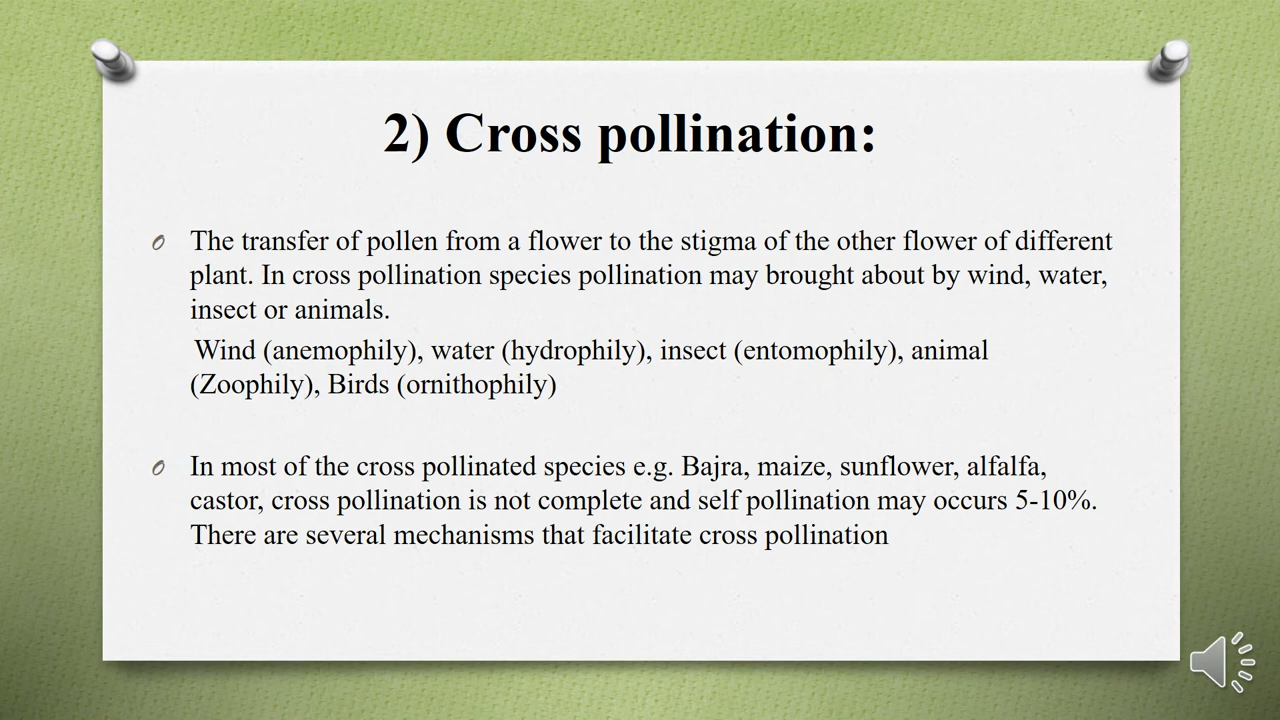 2) Cross pollination:
The transfer of pollen from a flower to the stigma of the other flower of different
plant. In cross pollination species pollination may brought about by wind, water,
insect or animals.
Wind (anemophily), water (hydrophily), insect (entomophily), animal
(Zoophily), Birds (ornithophily)
In most of the cross pollinated species e.g. Bajra, maize, sunflower, alfalfa,
castor, cross pollination is not complete and self pollination may occurs 5-10%.
There are several mechanisms that facilitate cross pollination